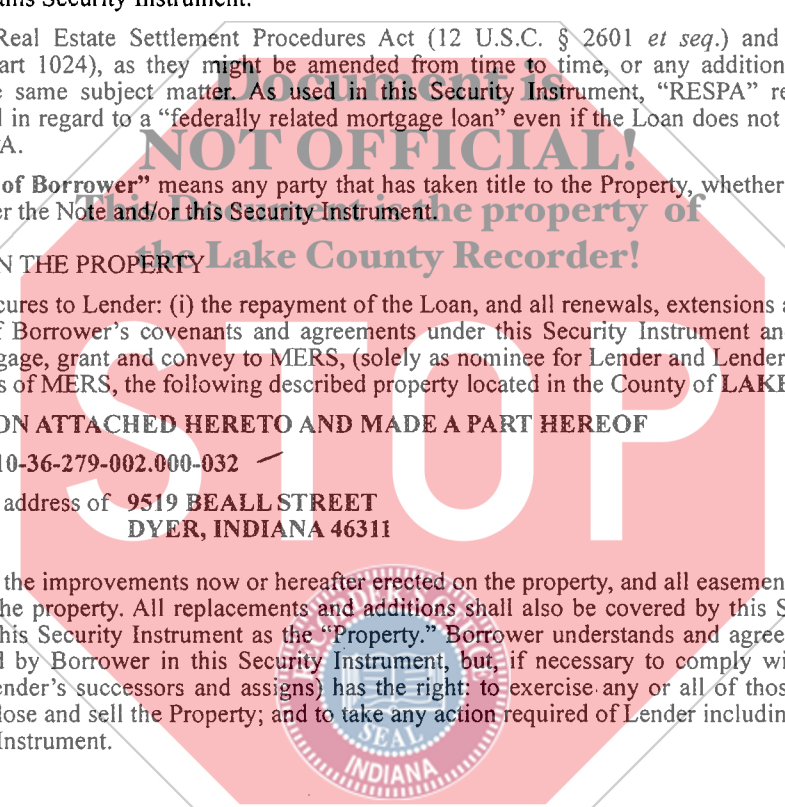 this Security Instrument.
Real Estate Settlement Procedures Act (12 U.S.C. § 2601 et seq.) and
art 1024), as they might be amended from time to time, or any addition
e same subject matter. As used in this Security Instrument, “RESPA” re
d in regard to a “federally related mortgage loan” even if the Loan does not
A.
Document is
NOT OFFICIAL!
This Document is the property of
the Lake County Recorder!
of Borrower” means any party that has taken title to the Property, whether
er the Note and/or this Security Instrument.
N THE PROPERTY
cures to Lender: (i) the repayment of the Loan, and all renewals, extensions a
f Borrower’s covenants and agreements under this Security Instrument an
gage, grant and convey to MERS, (solely as nominee for Lender and Lender
s of MERS, the following described property located in the County of LAKE
ON ATTACHED HERETO AND MADE A PART HEREOF
10-36-279-002.000-032
address of 9519 BEALL STREET
DYER, INDIANA 46311
STOP
the improvements now or hereafter erected on the property, and all easemen
he property. All replacements and additions shall also be covered by this S
his Security Instrument as the “Property.” Borrower understands and agree
d by Borrower in this Security Instrument, but, if necessary to comply wi
ender’s successors and assigns) has the right: to exercise any or all of thos
lose and sell the Property; and to take any action required of Lender includin
Instrument.
SEAL
INDIANA